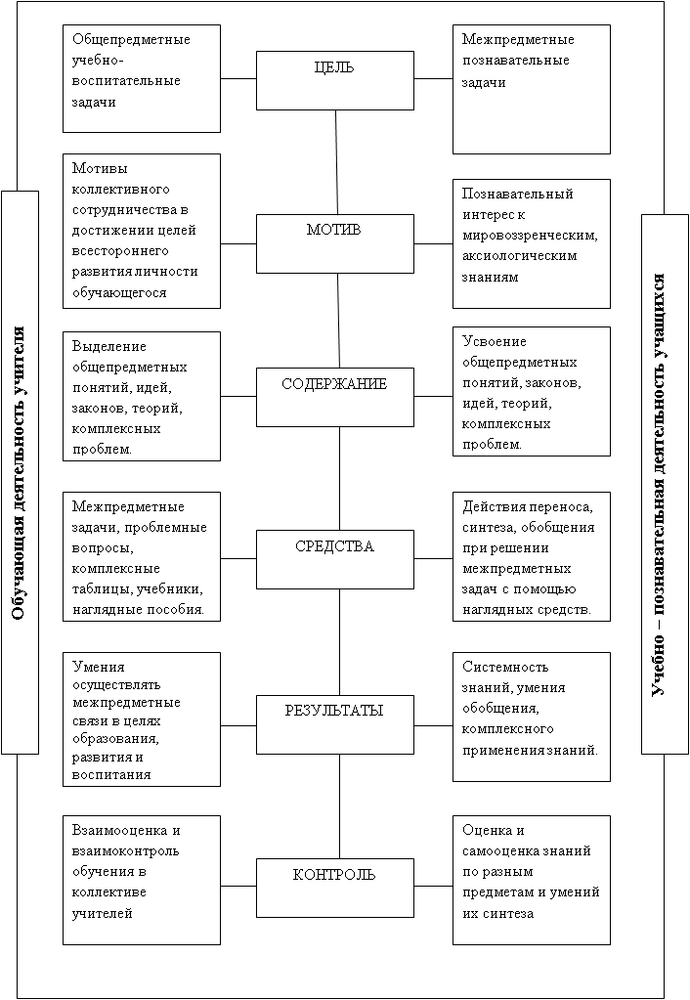 Обучающая деятельность учителя
Общепредметные
учебно-
воспитательные
задачи
ЦЕЛЬ
Межпредметные
познавательные
задачи
Мотивы
коллективного
сотрудничества в
достижении целей
всестороннего
развития личности
обучающегося
МОТИВ
Познавательный
интерес к
мировоззренческим,
аксиологическим
знаниям
Выделение
общепредметных
понятий, идей,
законов, теорий,
комплексных
проблем.
СОДЕРЖАНИЕ
Усвоение
общепредметных
понятий, законов,
идей, теорий,
комплексных
проблем.
Межпредметные
задачи, проблемные
вопросы,
комплексные
таблицы, учебники,
наглядные пособия.
СРЕДСТВА
Действия переноса,
синтеза, обобщения
при решении
межпредметных
задач с помощью
наглядных средств.
Умения
осуществлять
межпредметные
связи в целях
образования,
развития и
воспитания
РЕЗУЛЬТАТЫ
Системность
знаний, умения
обобщения,
комплексного
применения знаний.
Взаимооценка и
взаимоконтроль
обучения в
коллективе
учителей
КОНТРОЛЬ
Оценка и
самооценка знаний
по разным
предметам и умений
их синтеза
Учебно – познавательная деятельность учащихся